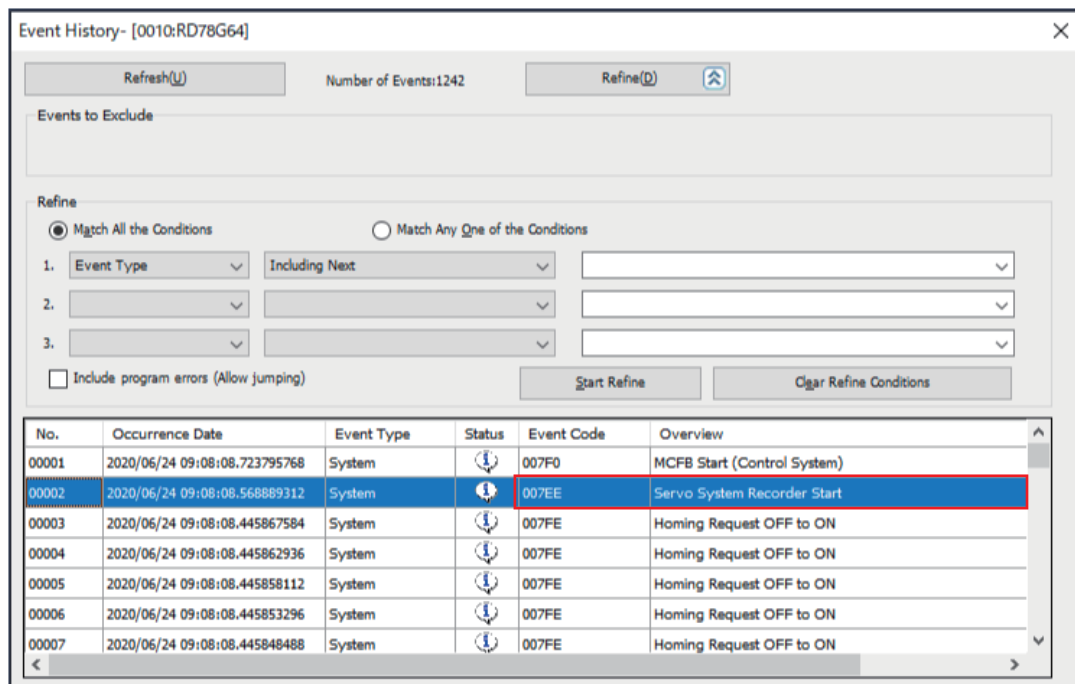 Event History- [0010:RD78G64]
Refresh(U) Number of Events:1242 Refine(D)
Events to Exclude
Refine
Match All the Conditions Match Any One of the Conditions
1. Event Type Including Next
2.
3.
Include program errors (Allow jumping) Start Refine Clear Refine Conditions
No. Occurrence Date Event Type Status Event Code Overview
00001 2020/06/24 09:08:08.723795768 System 007F0 MCFB Start (Control System)
00002 2020/06/24 09:08:08.568889312 System 007EE Servo System Recorder Start
00003 2020/06/24 09:08:08.445867584 System 007FE Homing Request OFF to ON
00004 2020/06/24 09:08:08.445862936 System 007FE Homing Request OFF to ON
00005 2020/06/24 09:08:08.445858112 System 007FE Homing Request OFF to ON
00006 2020/06/24 09:08:08.445853296 System 007FE Homing Request OFF to ON
00007 2020/06/24 09:08:08.445848488 System 007FE Homing Request OFF to ON